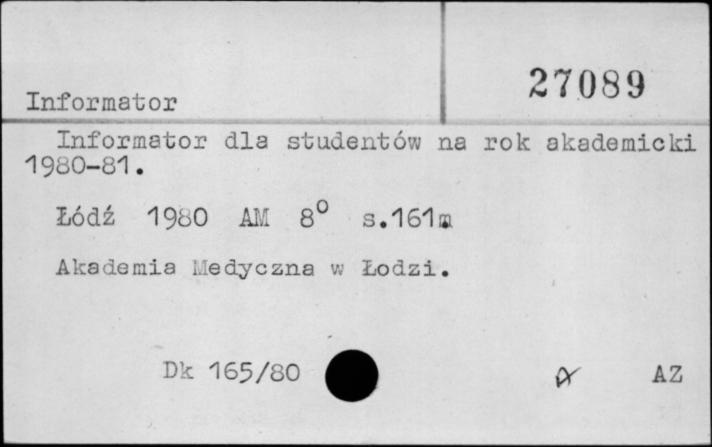 27089
Informator
Informator dla studentów na rok akademicki
1980-81.
Łódź 1980 AM 8° s.161
Akademia Medyczna w Łodzi.
Dk 165/80 AZ